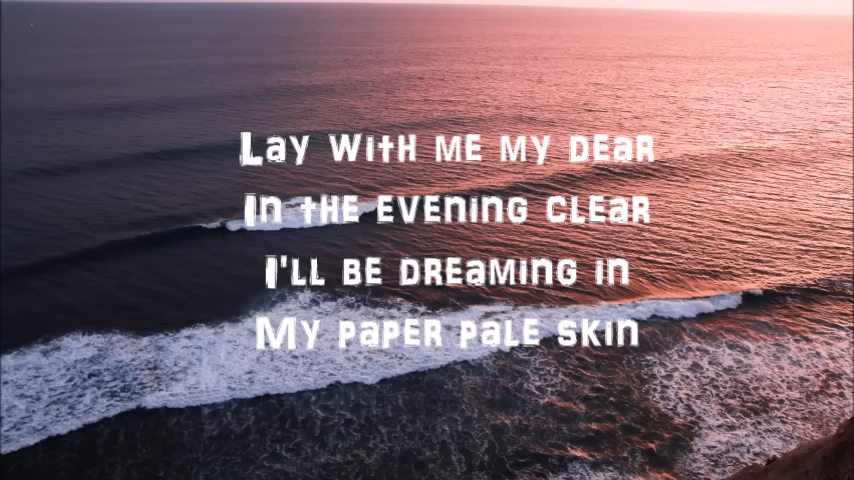 Lay with me my dear
In the evening clear
I'll be dreaming in
My paper pale skin